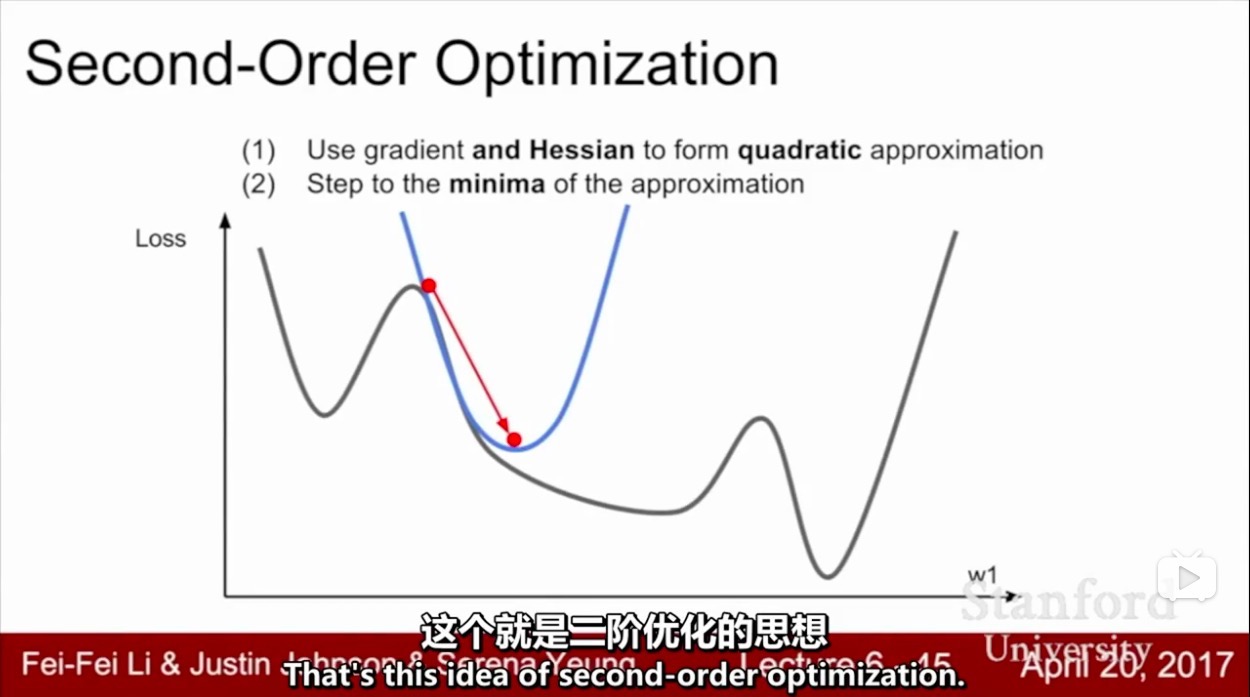 Second-Order Optimization
(1) Use gradient and Hessian to form quadratic approximation
(2) Step to the minima of the approximation
Loss
w1
Stanford
University
这个就是二阶优化的思想
Fei-Fei Li & Justin Johnson & Serena Yeung Lecture 6 - 15 April 20, 2017
That's this idea of second-order optimization.